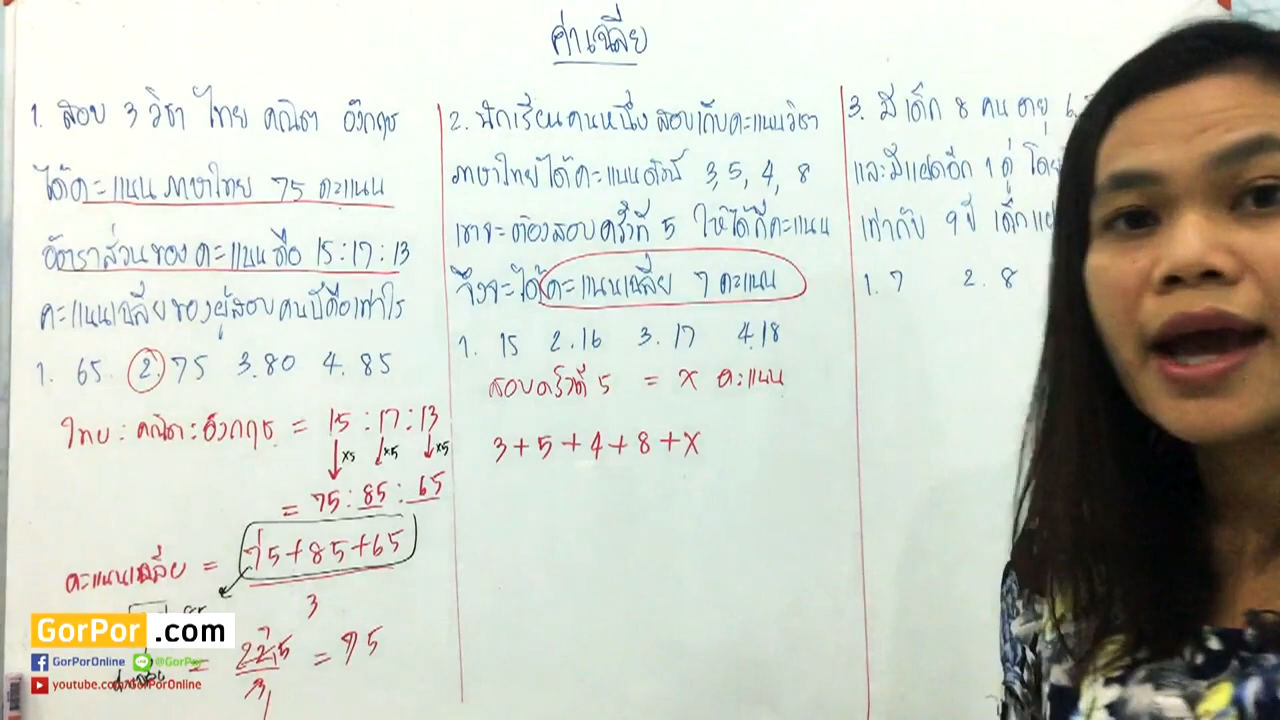 ค่าเฉลี่ย
1. สอบ 3 วิชา ไทย คณิต อังกฤษ
ได้คะแนนภาษาไทย 75 คะแนน
อัตราส่วนของคะแนนคือ 15:17:13
คะแนนเฉลี่ยของผู้สอบคนนี้คือเท่าไร
1. 65 2. 75 3. 80 4. 85
ไทย : คณิต : อังกฤษ = 15 : 17 : 13
x5 x5 x5
= 75 : 85 : 65
คะแนนเฉลี่ย = 75+85+65
3
= 225 = 75
3
2. นักเรียนคนหนึ่งสอบเก็บคะแนนวิชา
ภาษาไทยได้คะแนนดังนี้ 3, 5, 4, 8
เขาจะต้องสอบครั้งที่ 5 ให้ได้กี่คะแนน
จึงจะได้คะแนนเฉลี่ย 7 คะแนน
1. 15 2. 16 3. 17 4. 18
สอบครั้งที่ 5 = x คะแนน
3+5+4+8+x
3. มีเด็ก 8 คน อายุ 6
และมีแฝดอีก 1 คู่ โดย
เท่ากับ 9 ปี เด็กแฝ
1. 7 2. 8
GorPor.com
GorPorOnline @GorPor
youtube.com/GorPorOnline